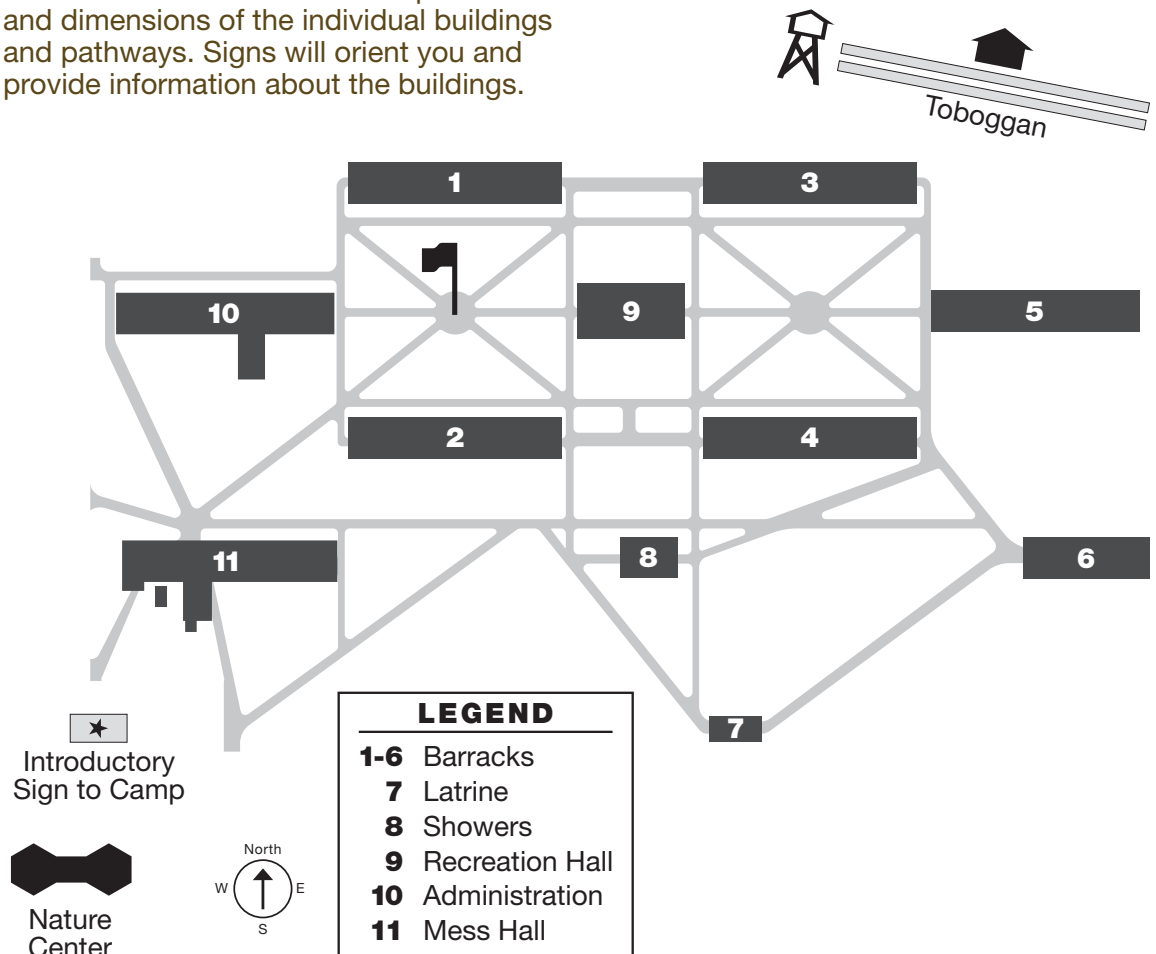 and dimensions of the individual buildings
and pathways. Signs will orient you and
provide information about the buildings.
Toboggan
1
3
10
9
5
2
4
11
8
6
7
Introductory
Sign to Camp
LEGEND
1-6 Barracks
7 Latrine
8 Showers
9 Recreation Hall
10 Administration
11 Mess Hall
North
W E
S
Nature
Center